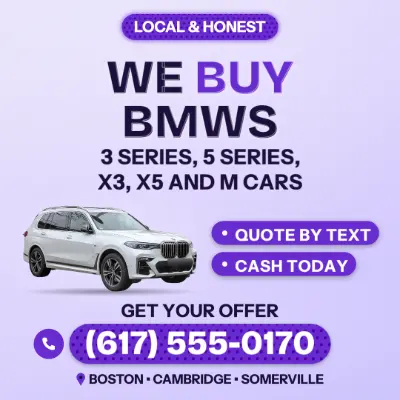 LOCAL & HONEST
WE BUY
BMWS
3 SERIES, 5 SERIES,
X3, X5 AND M CARS
• QUOTE BY TEXT
• CASH TODAY
GET YOUR OFFER
(617) 555-0170
BOSTON • CAMBRIDGE • SOMERVILLE